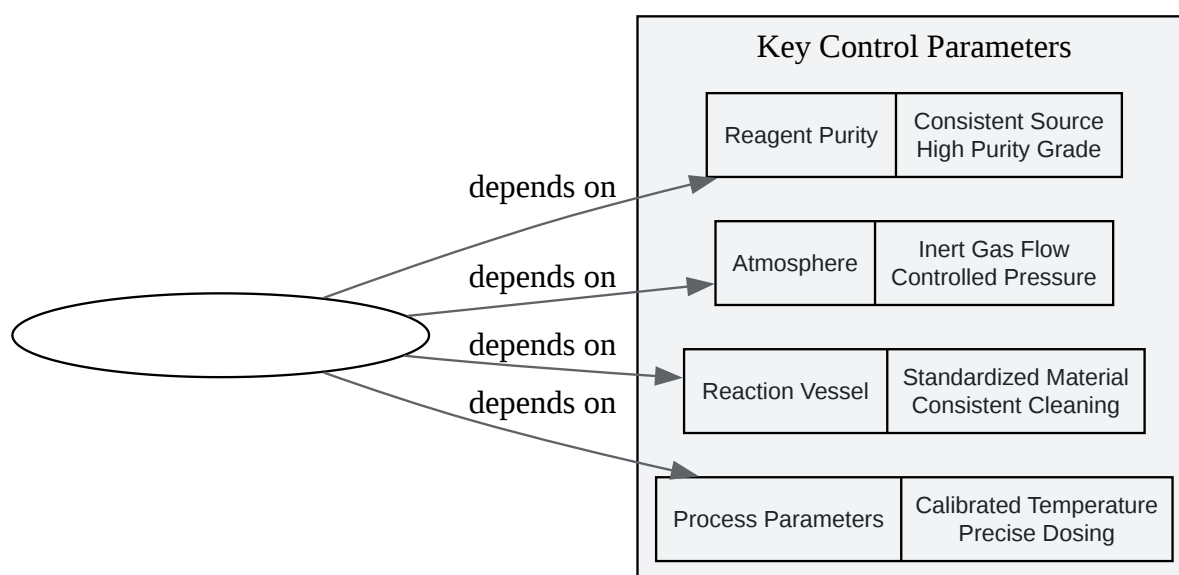 Key Control Parameters
Reagent Purity
Consistent Source
High Purity Grade
depends on
Atmosphere
Inert Gas Flow
Controlled Pressure
depends on
Reaction Vessel
Standardized Material
Consistent Cleaning
depends on
Process Parameters
Calibrated Temperature
Precise Dosing
depends on